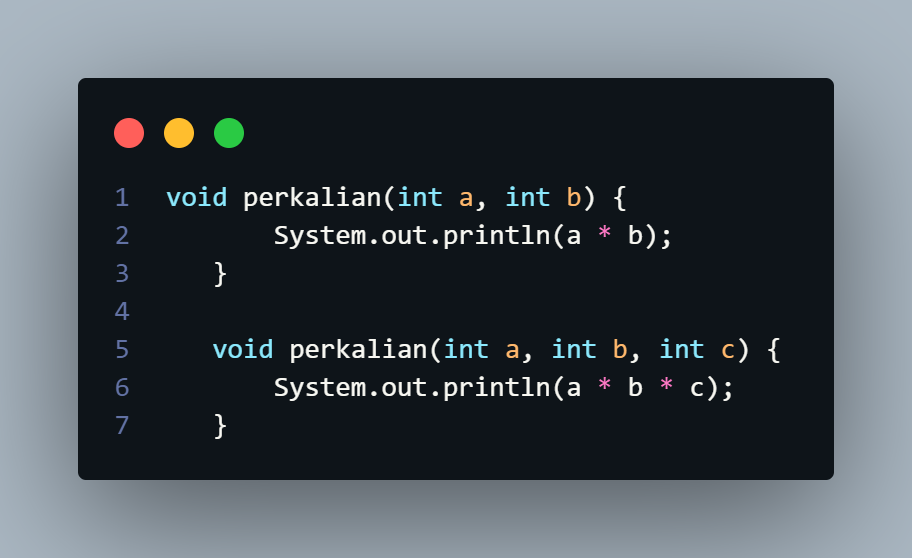 1 void perkalian(int a, int b) {
2 System.out.println(a * b);
3 }
4
5 void perkalian(int a, int b, int c) {
6 System.out.println(a * b * c);
7 }